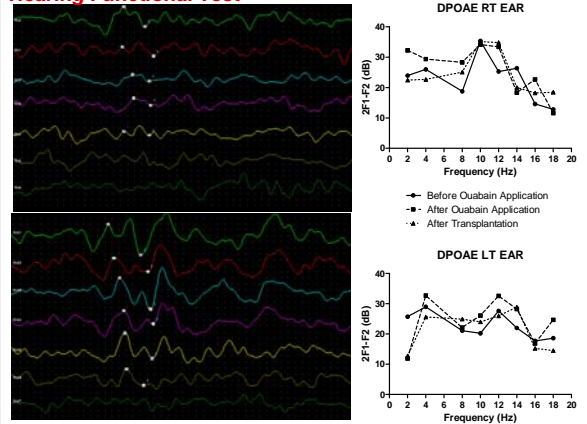 Hearing Functional Test
DPOAE RT EAR
2F1-F2 (dB)
40
30
20
10
0
0 2 4 6 8 10 12 14 16 18 20
Frequency (Hz)
Before Ouabain Application
After Ouabain Application
After Transplantation
DPOAE LT EAR
2F1-F2 (dB)
40
30
20
10
0
0 2 4 6 8 10 12 14 16 18 20
Frequency (Hz)